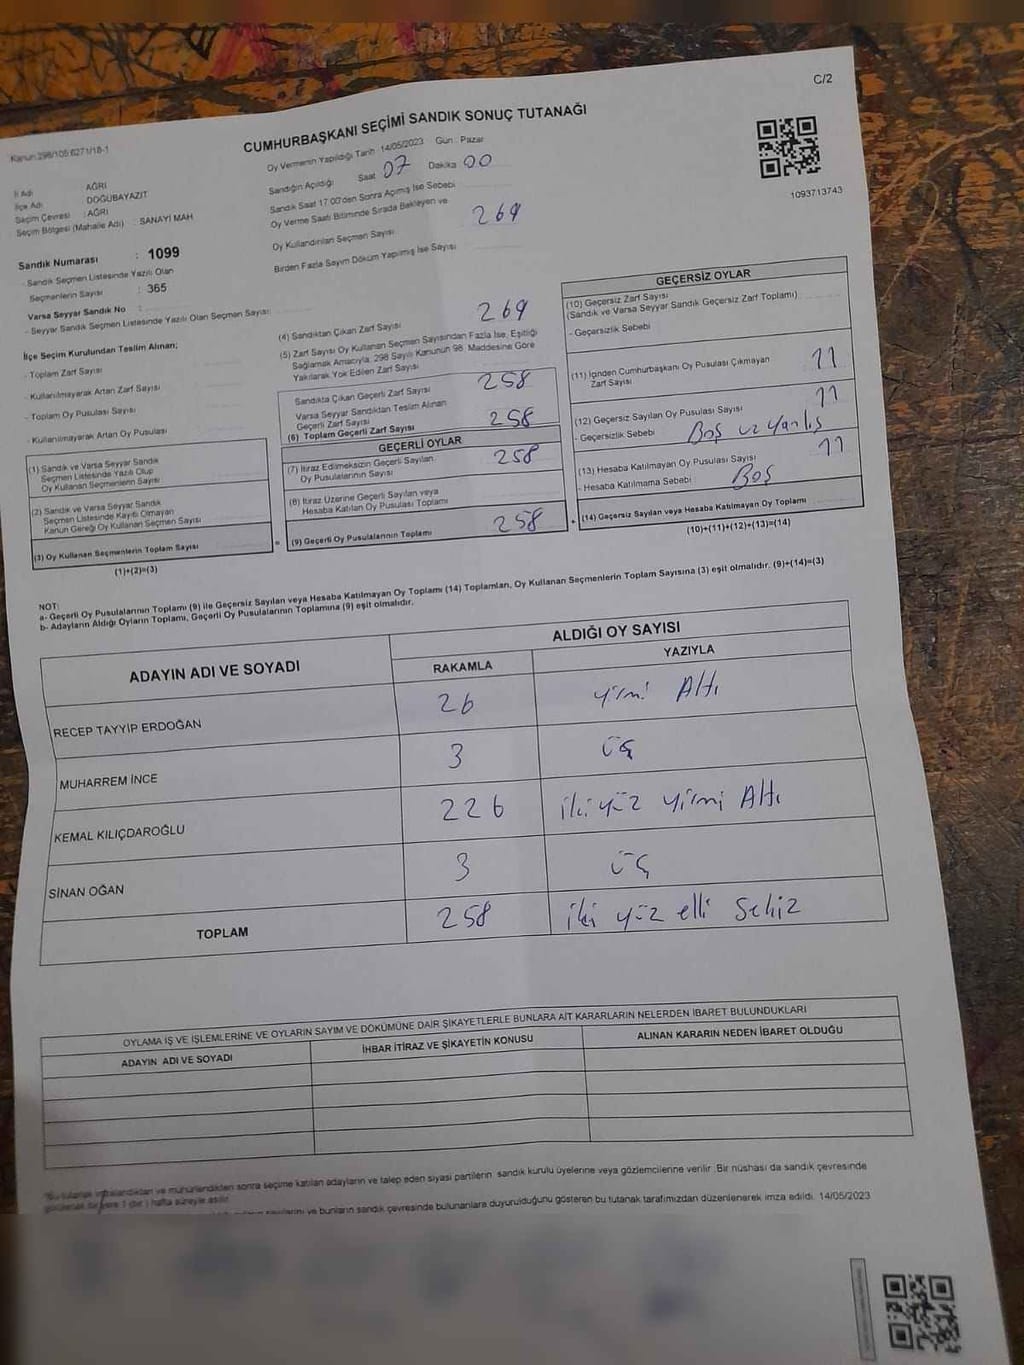 C/2
CUMHURBAŞKANI SEÇİMİ SANDIK SONUÇ TUTANAĞI
Kanun:298/105;6271/18-1
Oy Vermenin Yapıldığı Tarih 14/05/2023 Gün : Pazar
Sandığın Açıldığı Saat 07 Dakika 00
Sandık Saat 17:00'den Sonra Açılmış İse Sebebi
Oy Verme Saati Bitiminde Sırada Bekleyen ve
Oy Kullandırılan Seçmen Sayısı 269
Birden Fazla Sayım Döküm Yapılmış İse Sayısı
1093713743
İl Adı : AĞRI
İlçe Adı : DOĞUBAYAZIT
Seçim Çevresi : AĞRI
Seçim Bölgesi (Mahalle Adı) : SANAYİ MAH
Sandık Numarası : 1099
- Sandık Seçmen Listesinde Yazılı Olan
Seçmenlerin Sayısı : 365
Varsa Seyyar Sandık No :
- Seyyar Sandık Seçmen Listesinde Yazılı Olan Seçmen Sayısı:
İlçe Seçim Kurulundan Teslim Alınan;
- Toplam Zarf Sayısı
- Kullanılmayarak Artan Zarf Sayısı
- Toplam Oy Pusulası Sayısı
- Kullanılmayarak Artan Oy Pusulası
(1) Sandık ve Varsa Seyyar Sandık
Seçmen Listesinde Yazılı Olup
Oy Kullanan Seçmenlerin Sayısı
(2) Sandık ve Varsa Seyyar Sandık
Seçmen Listesinde Kayıtlı Olmayan
Kanun Gereği Oy Kullanan Seçmen Sayısı
(3) Oy Kullanan Seçmenlerin Toplam Sayısı
(1)+(2)=(3)
(4) Sandıktan Çıkan Zarf Sayısı 269
(5) Zarf Sayısı Oy Kullanan Seçmen Sayısından Fazla İse, Eşitliği
Sağlamak Amacıyla, 298 Sayılı Kanunun 98. Maddesine Göre
Yakılarak Yok Edilen Zarf Sayısı
Sandıkta Çıkan Geçerli Zarf Sayısı 258
Varsa Seyyar Sandıktan Teslim Alınan
Geçerli Zarf Sayısı
(6) Toplam Geçerli Zarf Sayısı 258
GEÇERLİ OYLAR
(7) İtiraz Edilmeksizin Geçerli Sayılan
Oy Pusulalarının Sayısı 258
(8) İtiraz Üzerine Geçerli Sayılan veya
Hesaba Katılan Oy Pusulası Toplamı
(9) Geçerli Oy Pusulalarının Toplamı 258
=
+
GEÇERSİZ OYLAR
(10) Geçersiz Zarf Sayısı
(Sandık ve Varsa Seyyar Sandık Geçersiz Zarf Toplamı)
- Geçersizlik Sebebi
(11) İçinden Cumhurbaşkanı Oy Pusulası Çıkmayan
Zarf Sayısı 11
(12) Geçersiz Sayılan Oy Pusulası Sayısı 11
- Geçersizlik Sebebi Boş ve yanlış
(13) Hesaba Katılmayan Oy Pusulası Sayısı 11
- Hesaba Katılmama Sebebi Boş
(14) Geçersiz Sayılan veya Hesaba Katılmayan Oy Toplamı
(10)+(11)+(12)+(13)=(14)
NOT:
a- Geçerli Oy Pusulalarının Toplamı (9) ile Geçersiz Sayılan veya Hesaba Katılmayan Oy Toplamı (14) Toplamları, Oy Kullanan Seçmenlerin Toplam Sayısına (3) eşit olmalıdır. (9)+(14)=(3)
b- Adayların Aldığı Oyların Toplamı, Geçerli Oy Pusulalarının Toplamına (9) eşit olmalıdır.
ADAYIN ADI VE SOYADI
ALDIĞI OY SAYISI
RAKAMLA YAZIYLA
RECEP TAYYİP ERDOĞAN 26 yirmi Altı
MUHARREM İNCE 3 üç
KEMAL KILIÇDAROĞLU 226 iki yüz yirmi Altı
SİNAN OĞAN 3 üç
TOPLAM 258 iki yüz elli sekiz
OYLAMA İŞ VE İŞLEMLERİNE VE OYLARIN SAYIM VE DÖKÜMÜNE DAİR ŞİKAYETLERLE BUNLARA AİT KARARLARIN NELERDEN İBARET BULUNDUKLARI
ADAYIN ADI VE SOYADI İHBAR İTİRAZ VE ŞİKAYETİN KONUSU ALINAN KARARIN NEDEN İBARET OLDUĞU
*Bu tutanak imzalandıktan ve mühürlendikten sonra seçime katılan adayların ve talep eden siyasi partilerin sandık kurulu üyelerine veya gözlemcilerine verilir. Bir nüshası da sandık çevresinde
görülecek bir yere 1 (bir ) hafta süreyle asılır.
ve bunların sandık çevresinde bulunanlara duyurulduğunu gösteren bu tutanak tarafımızdan düzenlenerek imza edildi. 14/05/2023